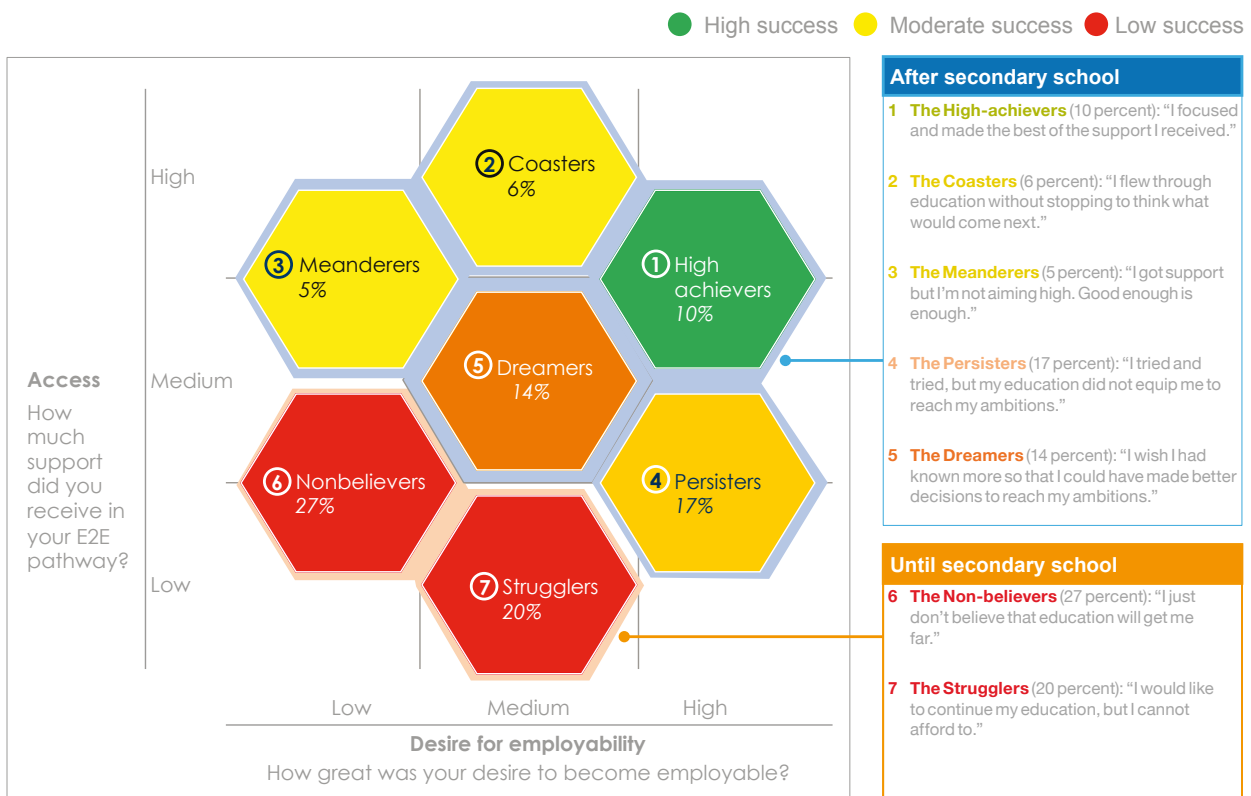 High success
Moderate success
Low success
High
Medium
Low
Access
How
much
support
did you
receive in
your E2E
pathway?
2 Coasters
6%
3 Meanderers
5%
1 High
achievers
10%
5 Dreamers
14%
6 Nonbelievers
27%
4 Persisters
17%
7 Strugglers
20%
Low
Medium
High
Desire for employability
How great was your desire to become employable?
After secondary school
1 The High-achievers (10 percent): “I focused
and made the best of the support I received.”
2 The Coasters (6 percent): “I flew through
education without stopping to think what
would come next.”
3 The Meanderers (5 percent): “I got support
but I’m not aiming high. Good enough is
enough.”
4 The Persisters (17 percent): “I tried and
tried, but my education did not equip me to
reach my ambitions.”
5 The Dreamers (14 percent): “I wish I had
known more so that I could have made better
decisions to reach my ambitions.”
Until secondary school
6 The Non-believers (27 percent): “I just
don’t believe that education will get me
far.”
7 The Strugglers (20 percent): “I would like
to continue my education, but I cannot
afford to.”